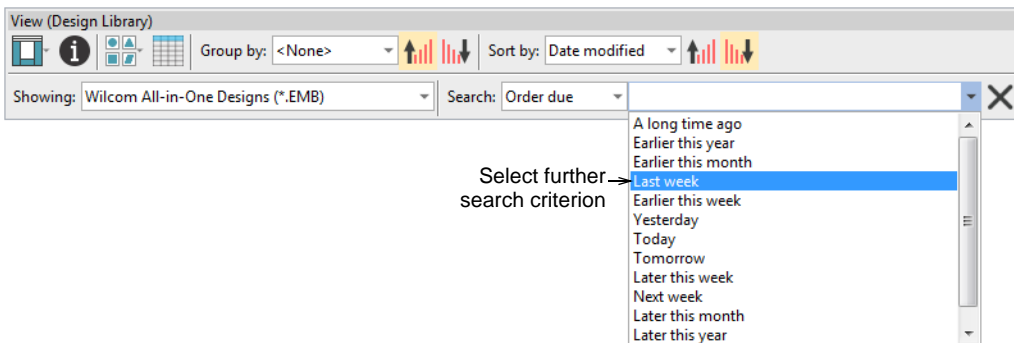 View (Design Library)
Group by: <None> Sort by: Date modified
Showing: Wilcom All-in-One Designs (*.EMB) Search: Order due
A long time ago
Earlier this year
Earlier this month
Select further
search criterion
Last week
Earlier this week
Yesterday
Today
Tomorrow
Later this week
Next week
Later this month
Later this year